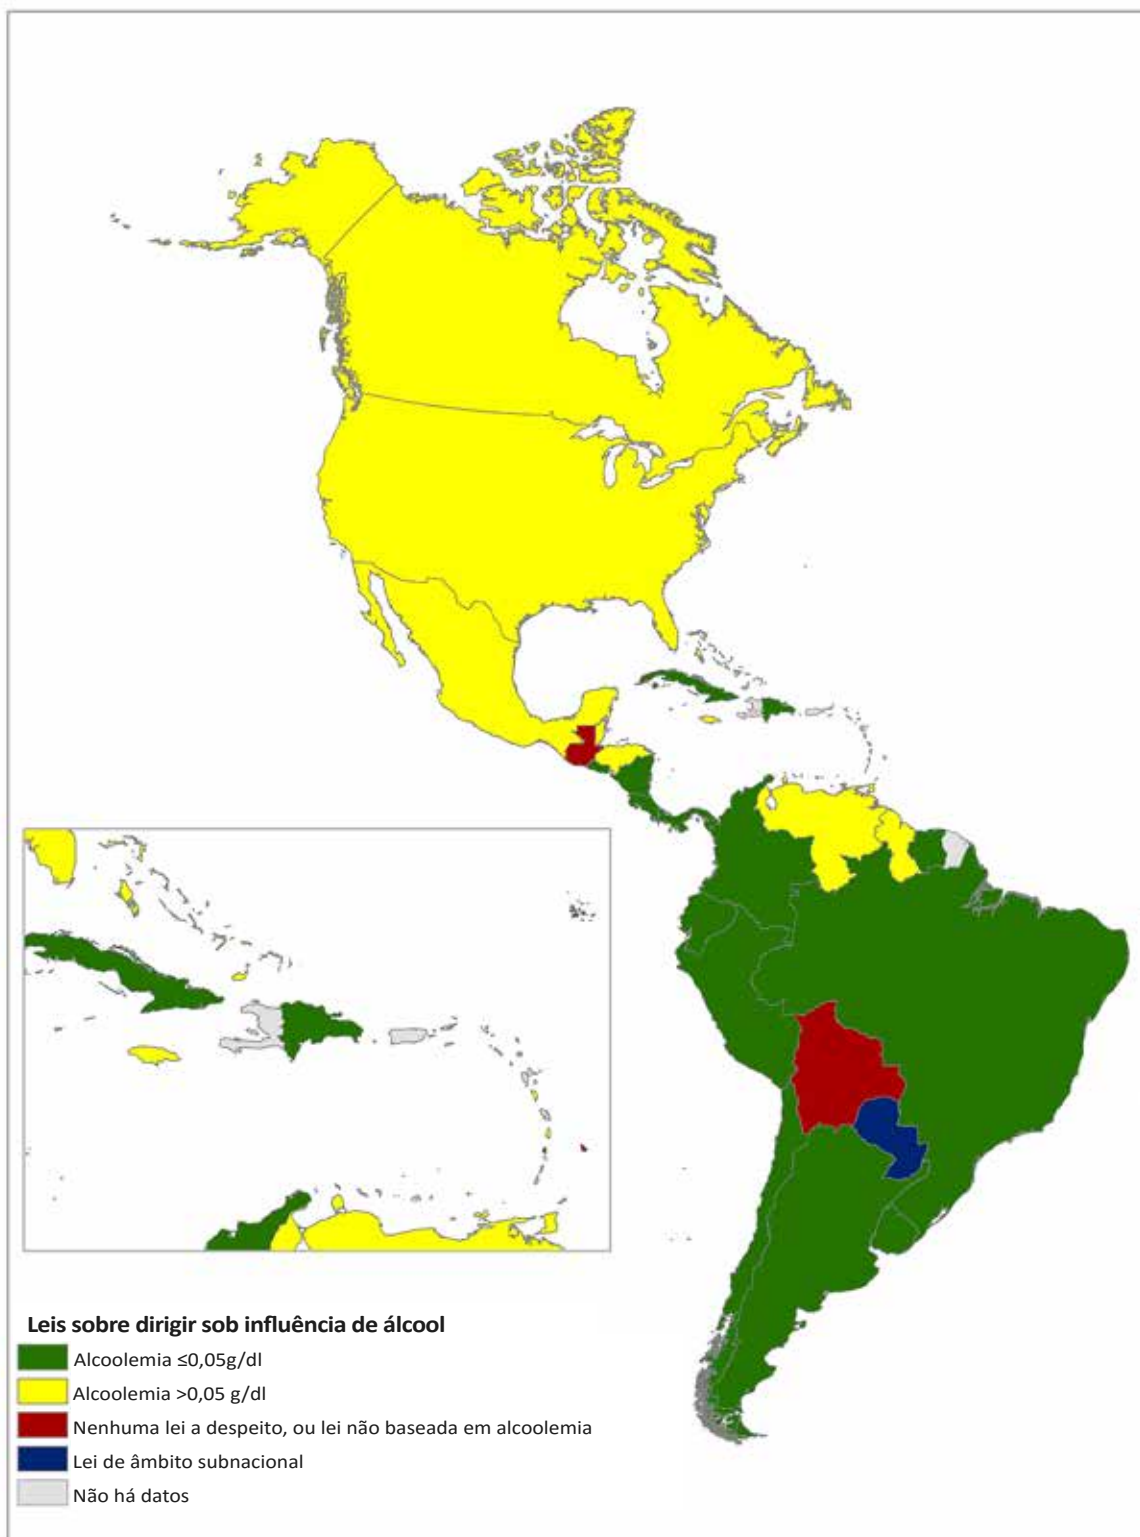 Leis sobre dirigir sob influência de álcool
Alcoolemia ≤0,05g/dl
Alcoolemia >0,05 g/dl
Nenhuma lei a despeito, ou lei não baseada em alcoolemia
Lei de âmbito subnacional
Não há datos